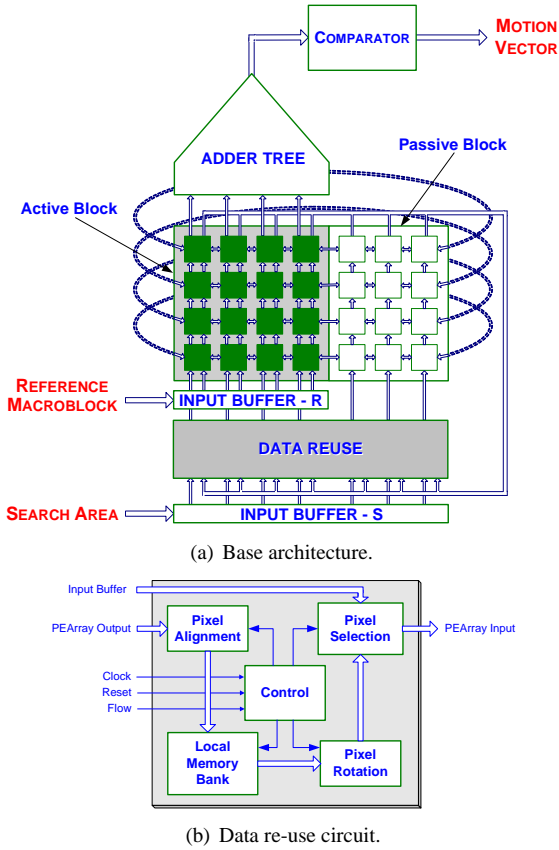 COMPARATOR
MOTION
VECTOR
ADDER TREE
Passive Block
Active Block
REFERENCE
MACROBLOCK
INPUT BUFFER - R
DATA REUSE
SEARCH AREA
INPUT BUFFER - S
(a) Base architecture.
Input Buffer
PEArray Output
Pixel
Alignment
Pixel
Selection
PEArray Input
Clock
Reset
Flow
Control
Local
Memory
Bank
Pixel
Rotation
(b) Data re-use circuit.